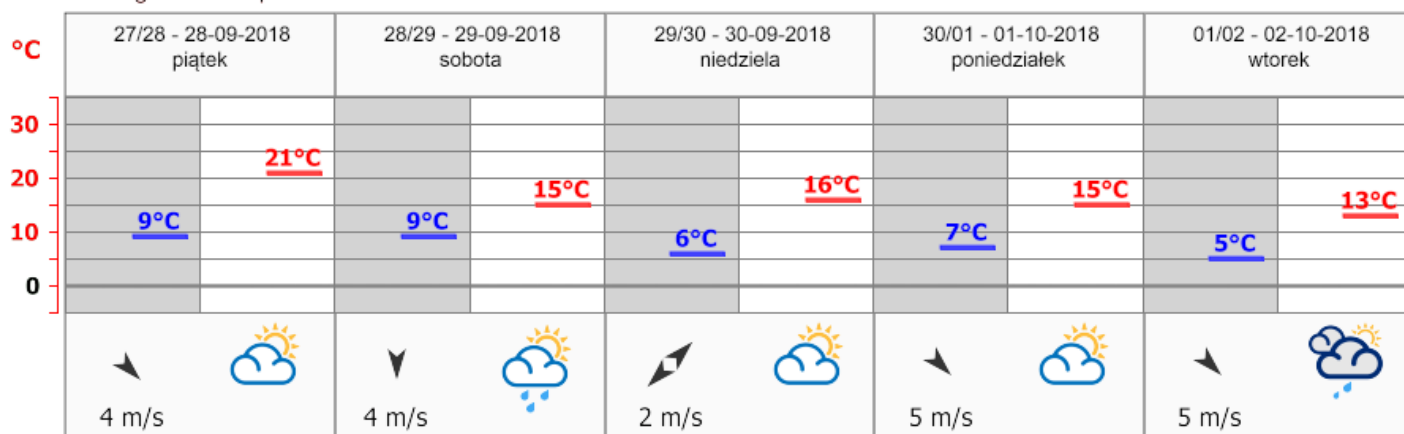 27/28 - 28-09-2018
piątek
28/29 - 29-09-2018
sobota
29/30 - 30-09-2018
niedziela
30/01 - 01-10-2018
poniedziałek
01/02 - 02-10-2018
wtorek
°C
30
20
10
0
9°C
21°C
9°C
15°C
6°C
16°C
7°C
15°C
5°C
13°C
4 m/s
4 m/s
2 m/s
5 m/s
5 m/s